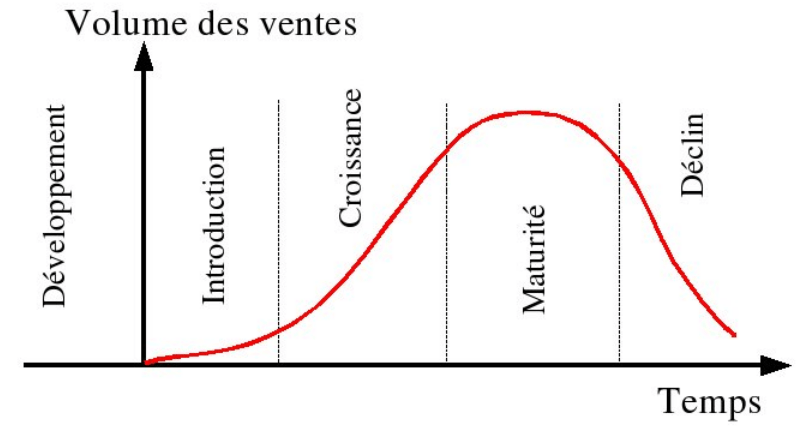 Volume des ventes
Développement
Introduction
Croissance
Maturité
Déclin
Temps